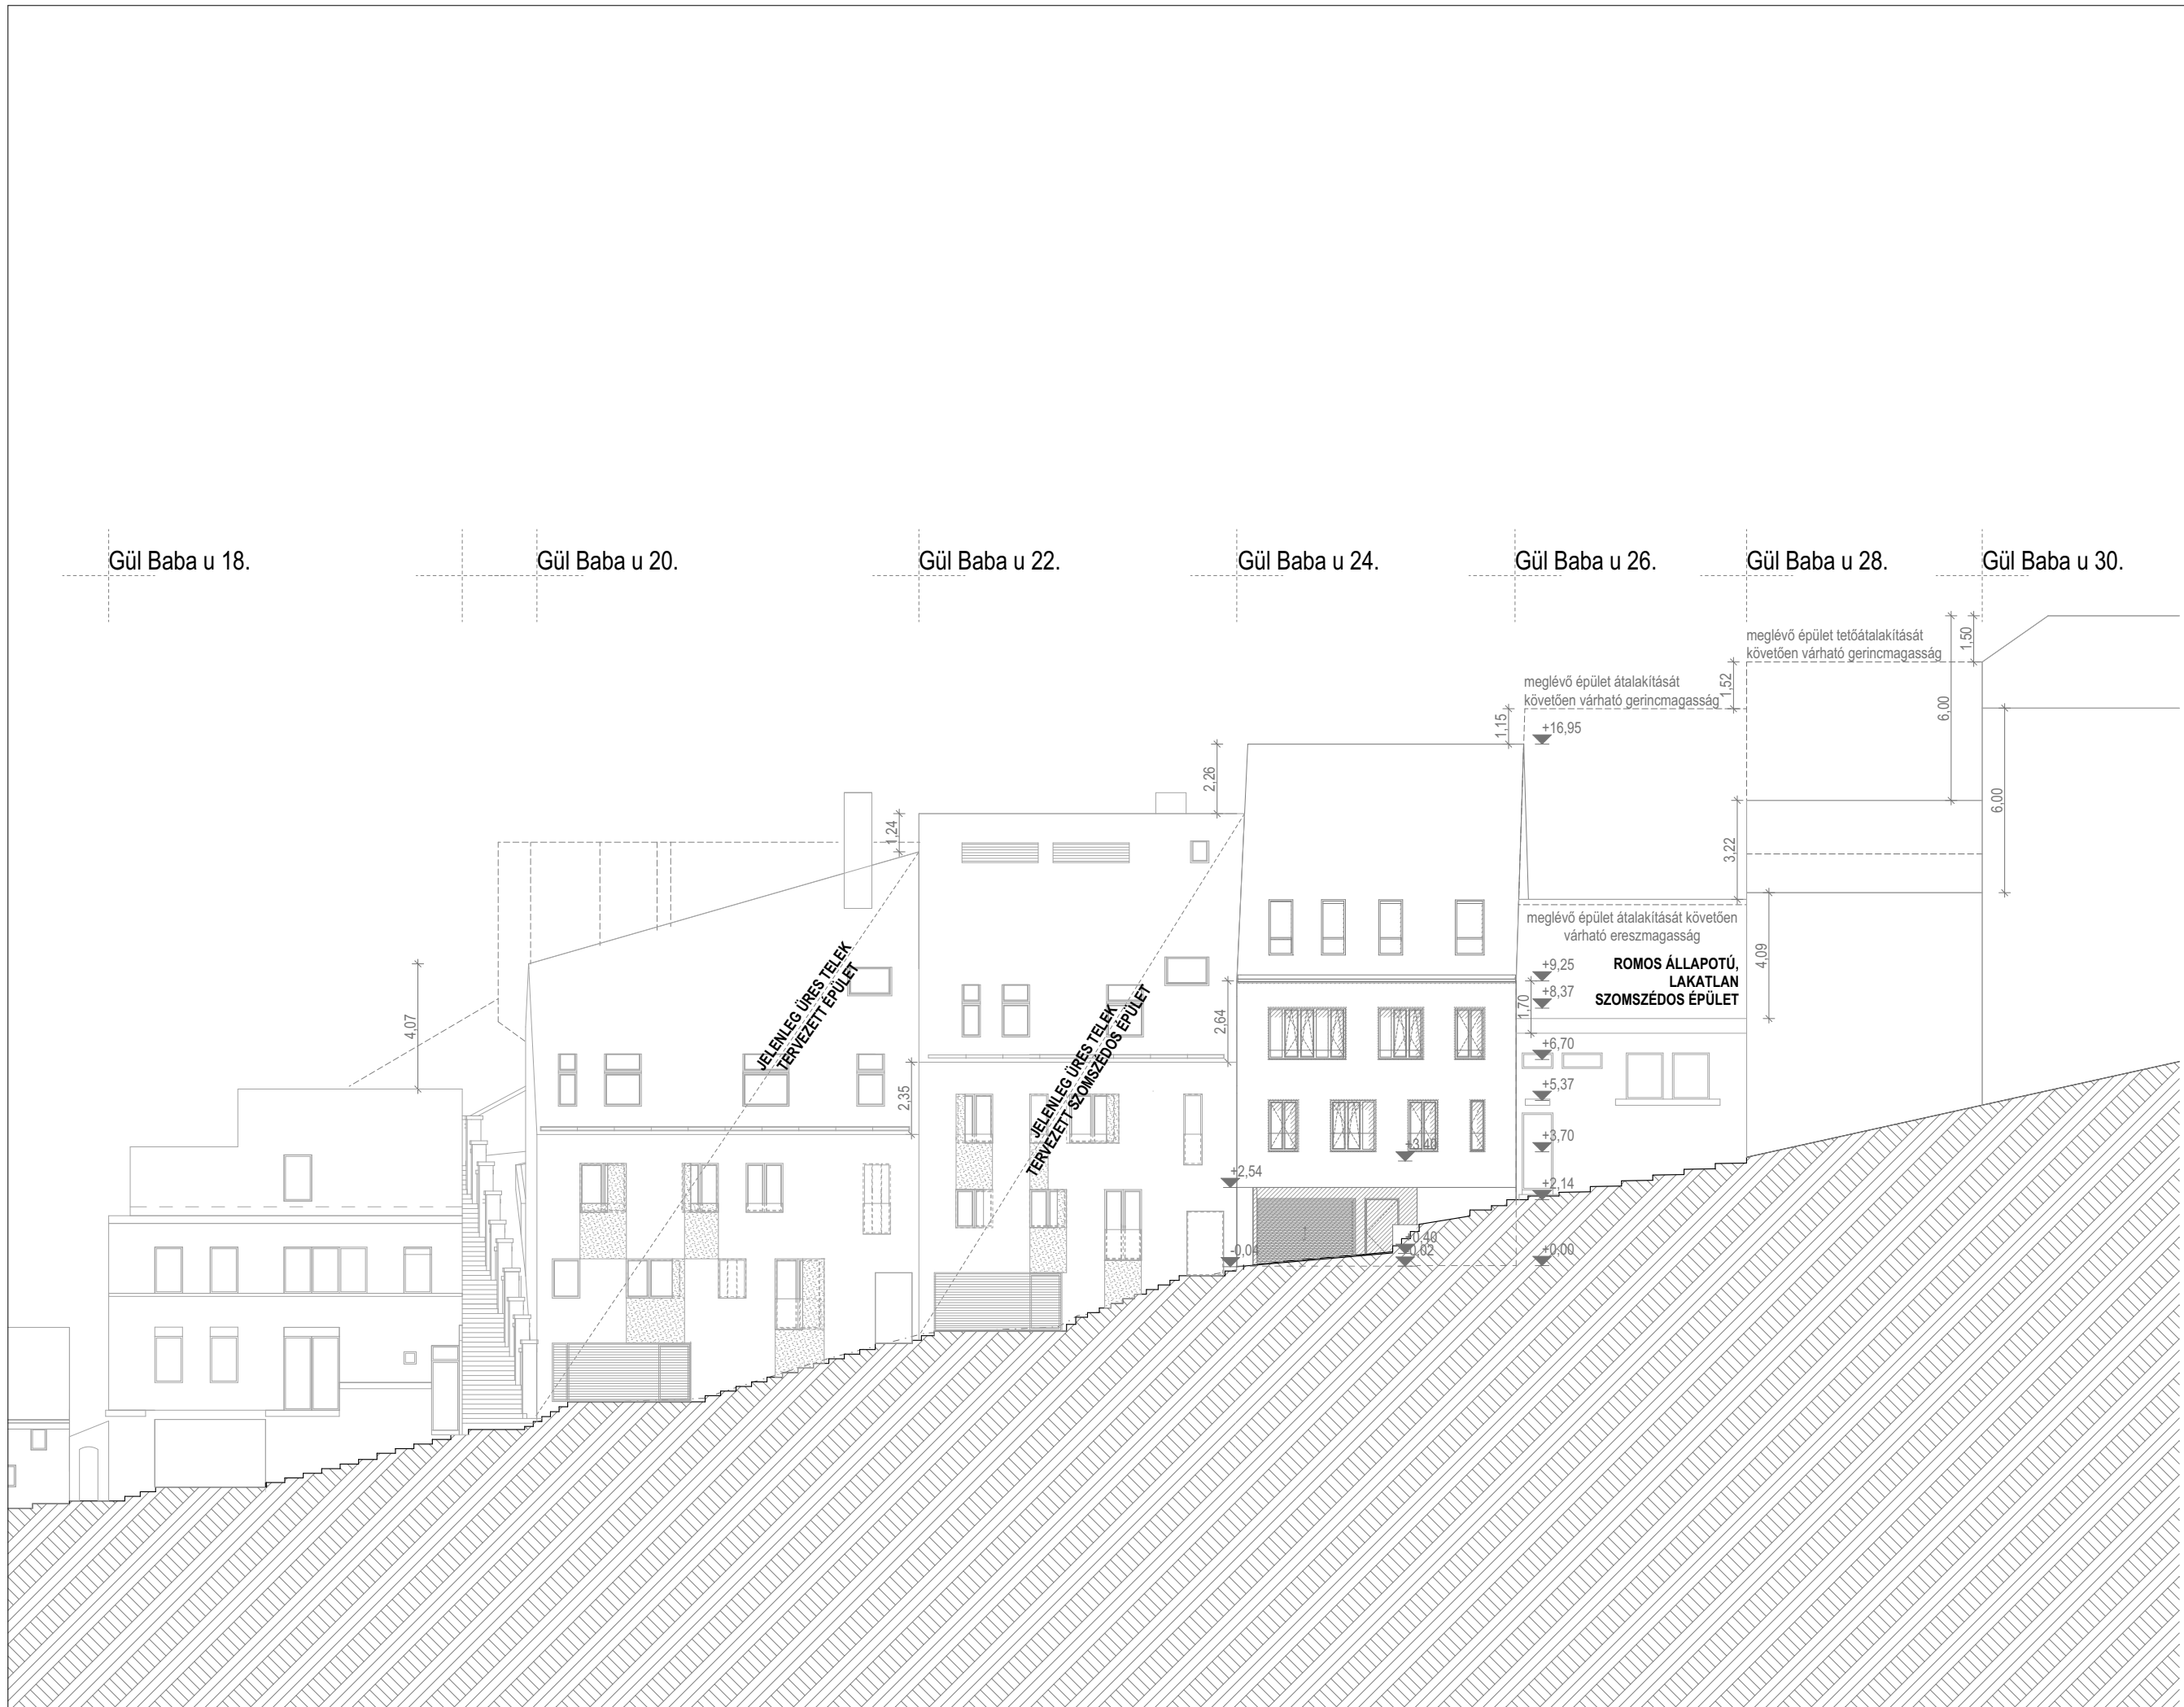 Gül Baba u 18.
Gül Baba u 20.
Gül Baba u 22.
Gül Baba u 24.
Gül Baba u 26.
Gül Baba u 28.
Gül Baba u 30.
meglévő épület tetőátalakítását
követően várható gerincmagasság
1,50
meglévő épület átalakítását
követően várható gerincmagasság
1,52
6,00
1,15
+16,95
2,26
6,00
1,24
3,22
meglévő épület átalakítását követően
várható ereszmagasság
4,09
ROMOS ÁLLAPOTÚ,
LAKATLAN
SZOMSZÉDOS ÉPÜLET
+9,25
+8,37
1,70
JELENLEG ÜRES TELEK
TERVEZETT ÉPÜLET
JELENLEG ÜRES TELEK
TERVEZETT SZOMSZÉDOS ÉPÜLET
4,07
2,64
2,35
+6,70
+5,37
+3,70
+3,40
+2,54
+2,14
+0,40
-0,04
+0,00